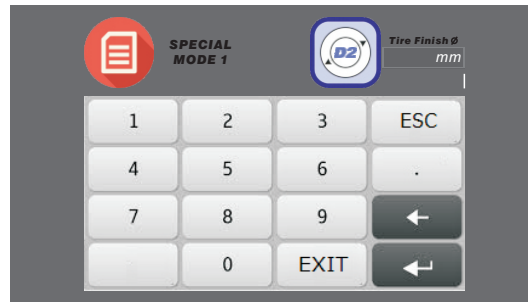 SPECIAL
MODE 1
D2
Tire Finish Ø
mm
1 2 3 ESC
4 5 6 .
7 8 9
0 EXIT